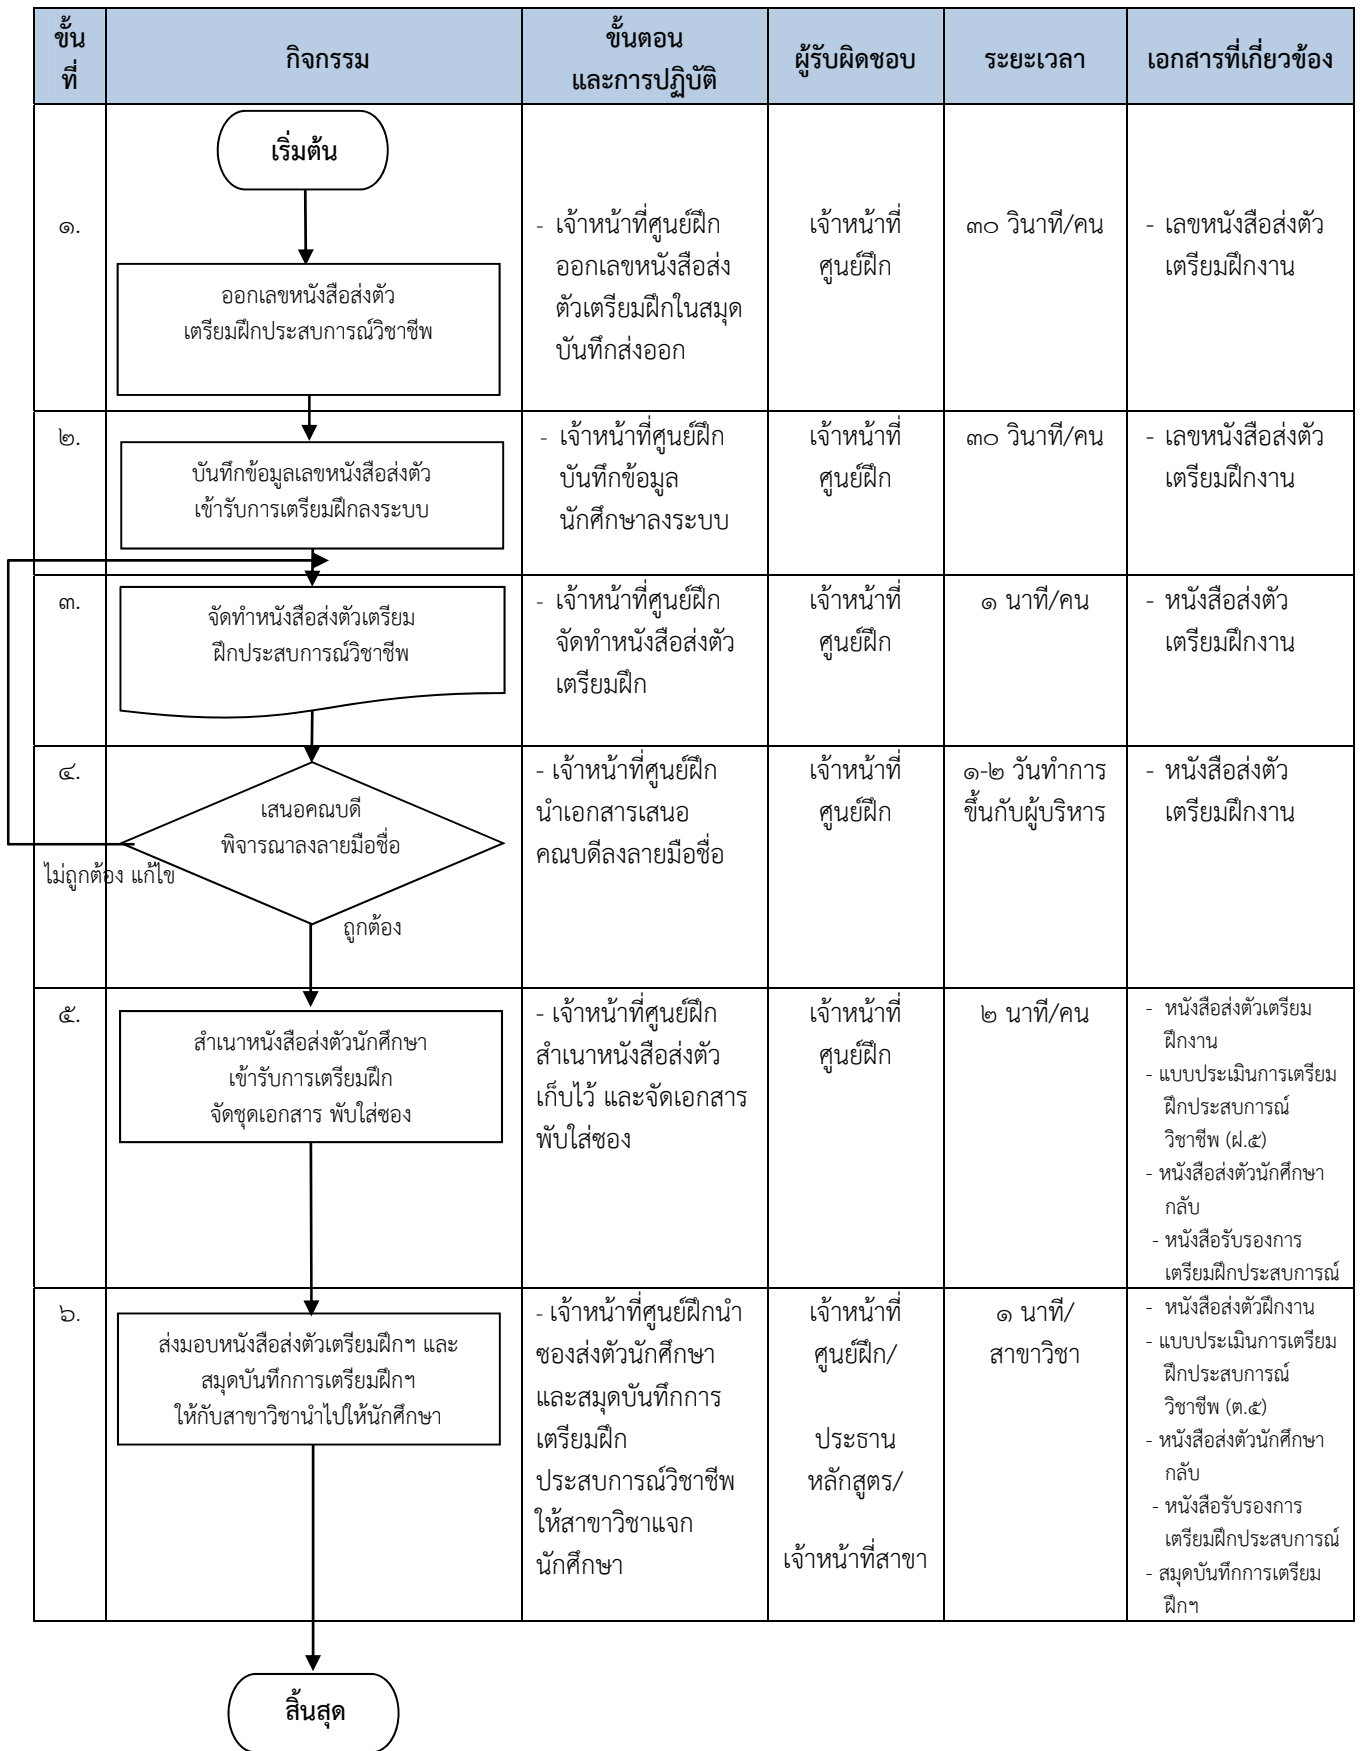 ขั้นที่
กิจกรรม
ขั้นตอน
และการปฏิบัติ
ผู้รับผิดชอบ
ระยะเวลา
เอกสารที่เกี่ยวข้อง
เริ่มต้น
๑.
ออกเลขหนังสือส่งตัว
เตรียมฝึกประสบการณ์วิชาชีพ
- เจ้าหน้าที่ศูนย์ฝึก
ออกเลขหนังสือส่ง
ตัวเตรียมฝึกในสมุด
บันทึกส่งออก
เจ้าหน้าที่
ศูนย์ฝึก
๓๐ วินาที/คน
- เลขหนังสือส่งตัว
เตรียมฝึกงาน
๒.
บันทึกข้อมูลเลขหนังสือส่งตัว
เข้ารับการเตรียมฝึกลงระบบ
- เจ้าหน้าที่ศูนย์ฝึก
บันทึกข้อมูล
นักศึกษาลงระบบ
เจ้าหน้าที่
ศูนย์ฝึก
๓๐ วินาที/คน
- เลขหนังสือส่งตัว
เตรียมฝึกงาน
๓.
จัดทำหนังสือส่งตัวเตรียม
ฝึกประสบการณ์วิชาชีพ
- เจ้าหน้าที่ศูนย์ฝึก
จัดทำหนังสือส่งตัว
เตรียมฝึก
เจ้าหน้าที่
ศูนย์ฝึก
๑ นาที/คน
- หนังสือส่งตัว
เตรียมฝึกงาน
๔.
เสนอคณบดี
พิจารณาลงลายมือชื่อ
ไม่ถูกต้อง แก้ไข
ถูกต้อง
- เจ้าหน้าที่ศูนย์ฝึก
นำเอกสารเสนอ
คณบดีลงลายมือชื่อ
เจ้าหน้าที่
ศูนย์ฝึก
๑-๒ วันทำการ
ขึ้นกับผู้บริหาร
- หนังสือส่งตัว
เตรียมฝึกงาน
๕.
สำเนาหนังสือส่งตัวนักศึกษา
เข้ารับการเตรียมฝึก
จัดชุดเอกสาร พับใส่ซอง
- เจ้าหน้าที่ศูนย์ฝึก
สำเนาหนังสือส่งตัว
เก็บไว้ และจัดเอกสาร
พับใส่ซอง
เจ้าหน้าที่
ศูนย์ฝึก
๒ นาที/คน
- หนังสือส่งตัวเตรียม
ฝึกงาน
- แบบประเมินการเตรียม
ฝึกประสบการณ์
วิชาชีพ (ฝ.๕)
- หนังสือส่งตัวนักศึกษา
กลับ
- หนังสือรับรองการ
เตรียมฝึกประสบการณ์
๖.
ส่งมอบหนังสือส่งตัวเตรียมฝึกฯ และ
สมุดบันทึกการเตรียมฝึกฯ
ให้กับสาขาวิชานำไปให้นักศึกษา
- เจ้าหน้าที่ศูนย์ฝึกนำ
ซองส่งตัวนักศึกษา
และสมุดบันทึกการ
เตรียมฝึก
ประสบการณ์วิชาชีพ
ให้สาขาวิชาแจก
นักศึกษา
เจ้าหน้าที่
ศูนย์ฝึก/
ประธาน
หลักสูตร/
เจ้าหน้าที่สาขา
๑ นาที/
สาขาวิชา
- หนังสือส่งตัวฝึกงาน
- แบบประเมินการเตรียม
ฝึกประสบการณ์
วิชาชีพ (ต.๕)
- หนังสือส่งตัวนักศึกษา
กลับ
- หนังสือรับรองการ
เตรียมฝึกประสบการณ์
- สมุดบันทึกการเตรียม
ฝึกฯ
สิ้นสุด